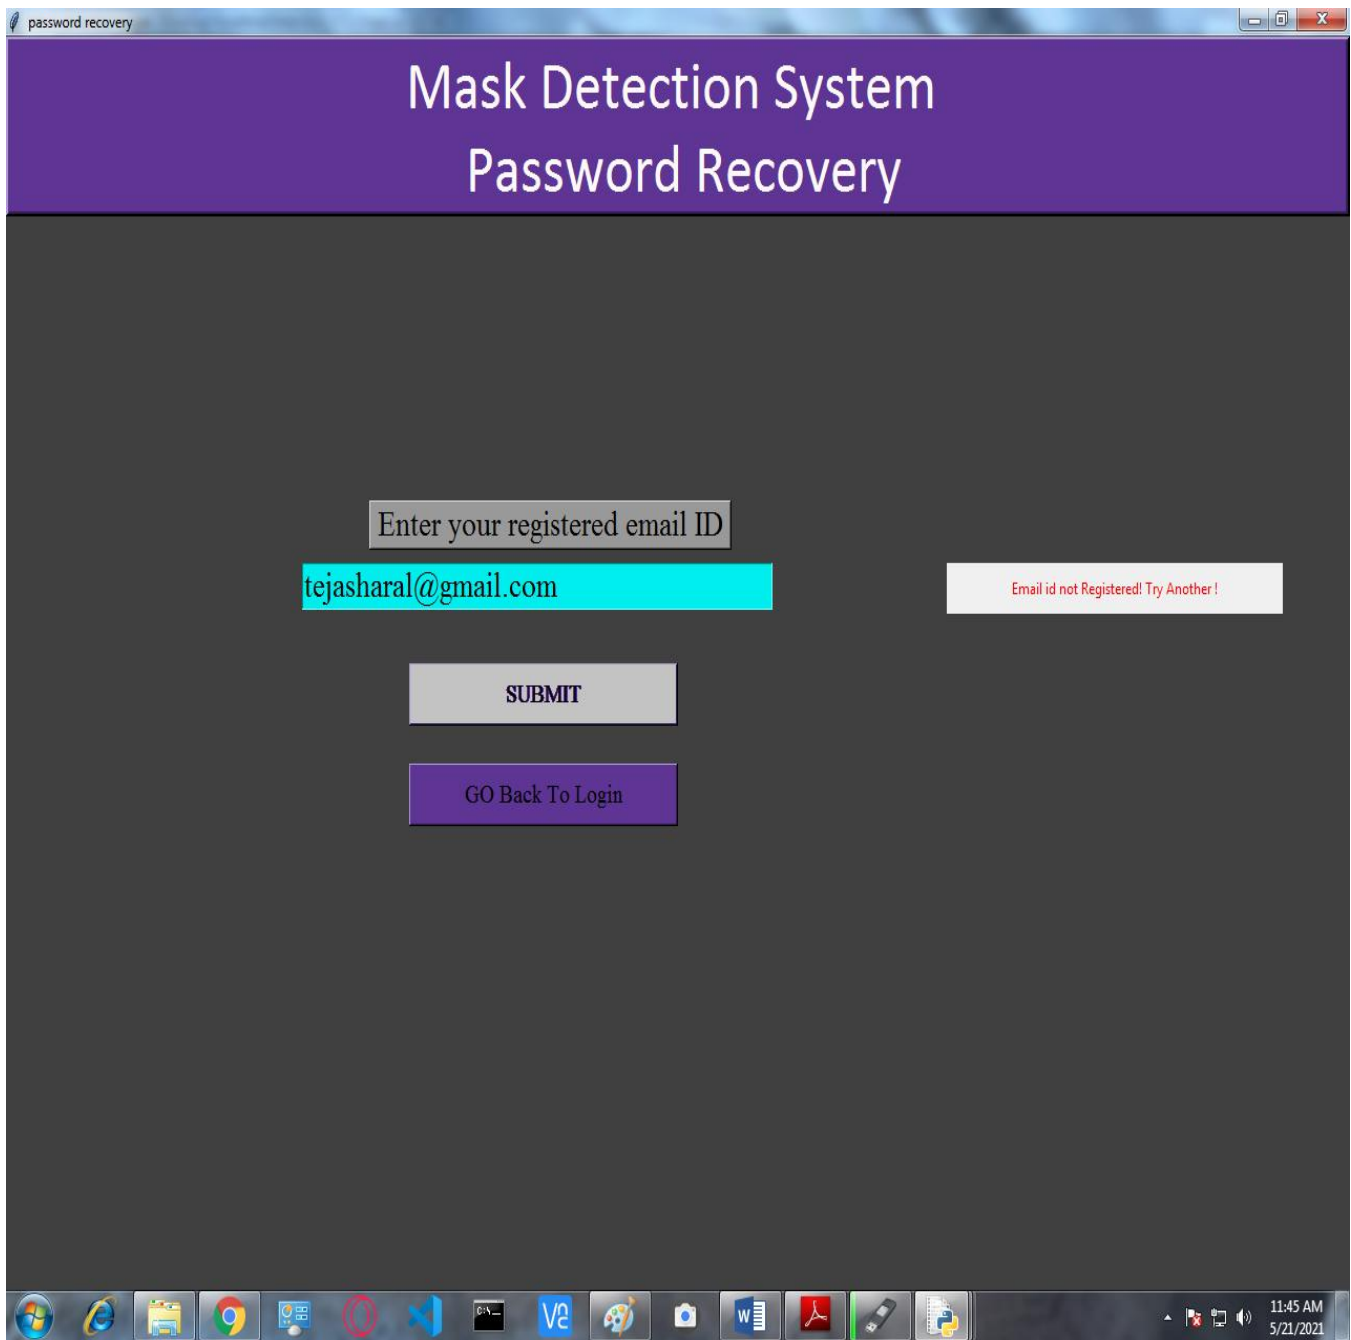 password recovery
Mask Detection System
Password Recovery
Enter your registered email ID
tejasharal@gmail.com
Email id not Registered! Try Another !
SUBMIT
GO Back To Login
C:\_
V2
W
11:45 AM
5/21/2021